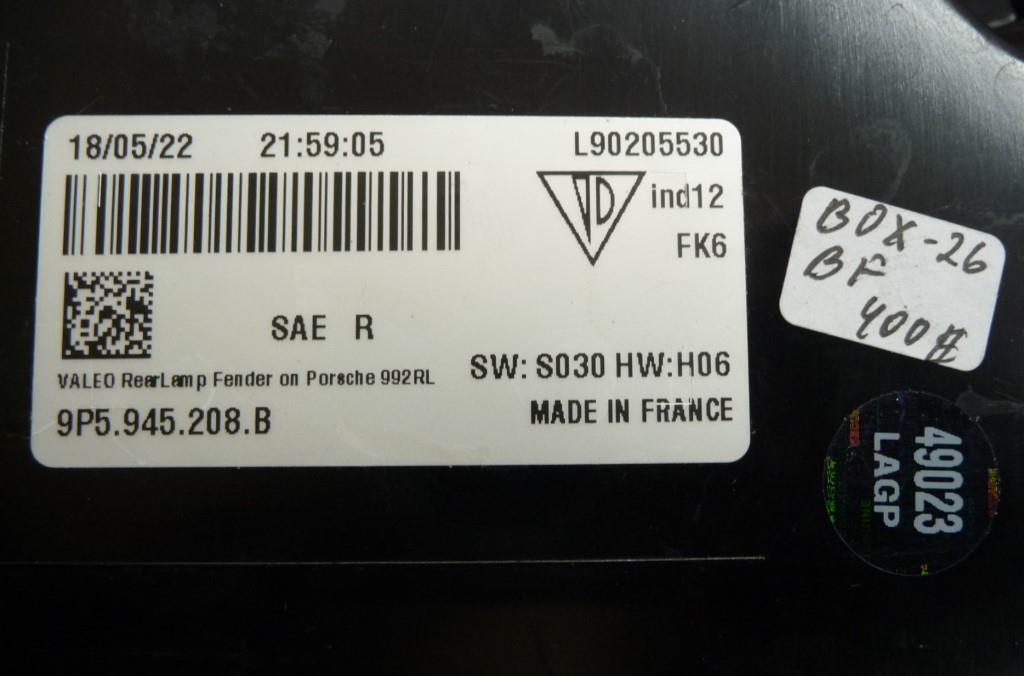 18/05/22 21:59:05 L90205530
ind12
FK6
SAE R
VALEO RearLamp Fender on Porsche 992RL
SW: S030 HW:H06
9P5.945.208.B
MADE IN FRANCE
BOX-26
BF
400
49023
LAGP